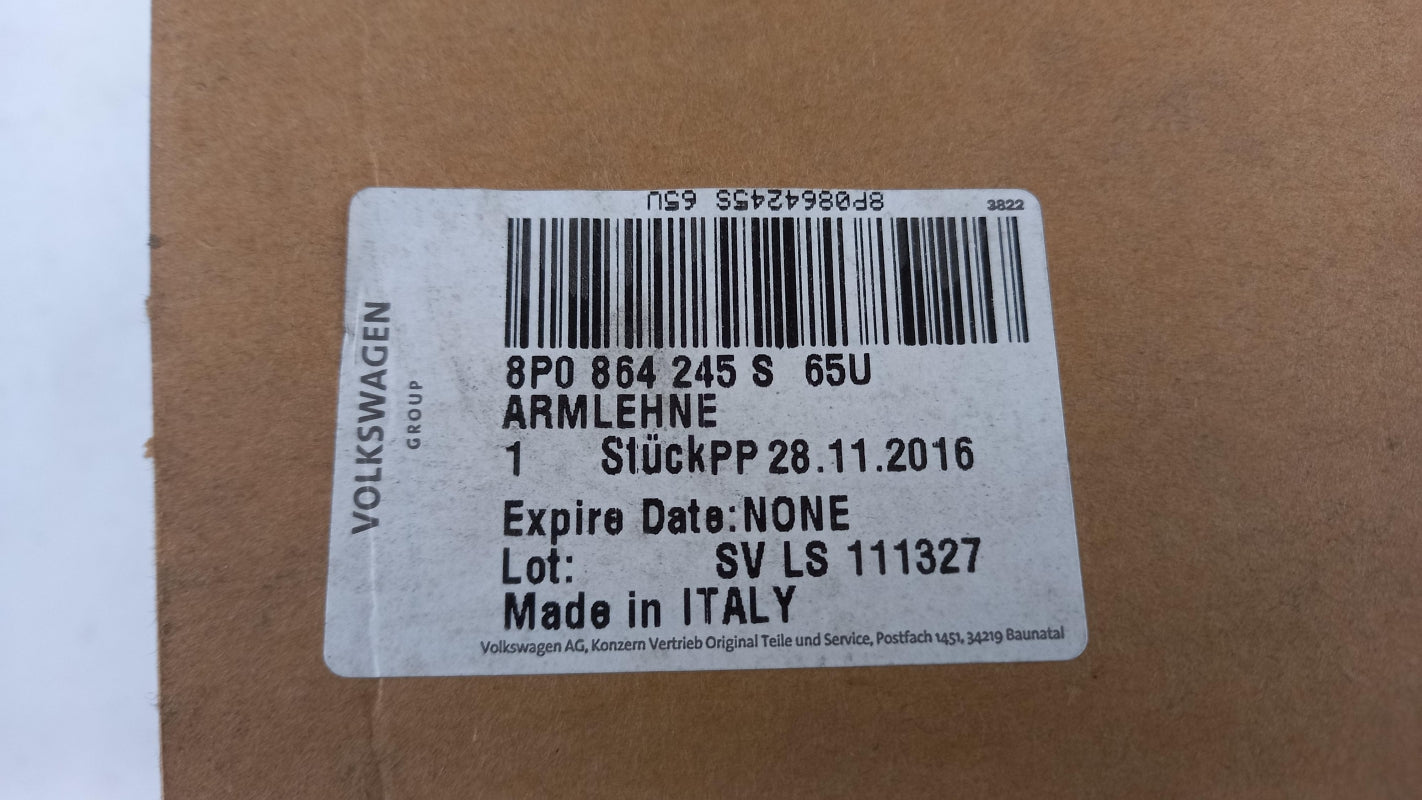 8P0864245S 65U
3822
8P0 864 245 S 65U
ARMLEHNE
1 StückPP 28.11.2016
Expire Date:NONE
Lot: SV LS 111327
Made in ITALY
Volkswagen AG, Konzern Vertrieb Original Teile und Service, Postfach 1451, 34219 Baunatal
VOLKSWAGEN
GROUP